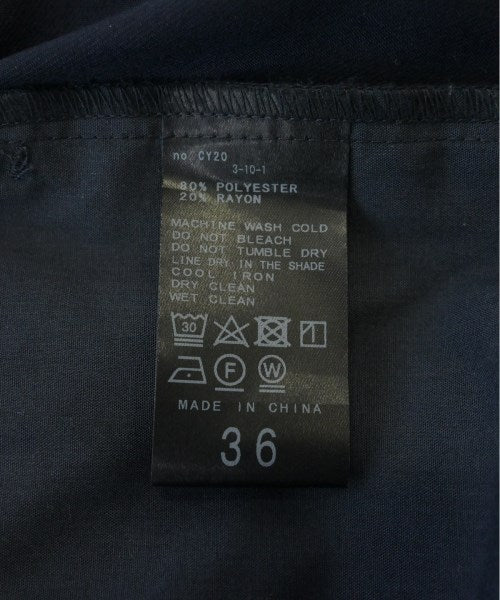 no. CY20
3-10-1
80% POLYESTER
20% RAYON
MACHINE WASH COLD
DO NOT BLEACH
DO NOT TUMBLE DRY
LINE DRY IN THE SHADE
COOL IRON
DRY CLEAN
WET CLEAN
30
F W
MADE IN CHINA
36